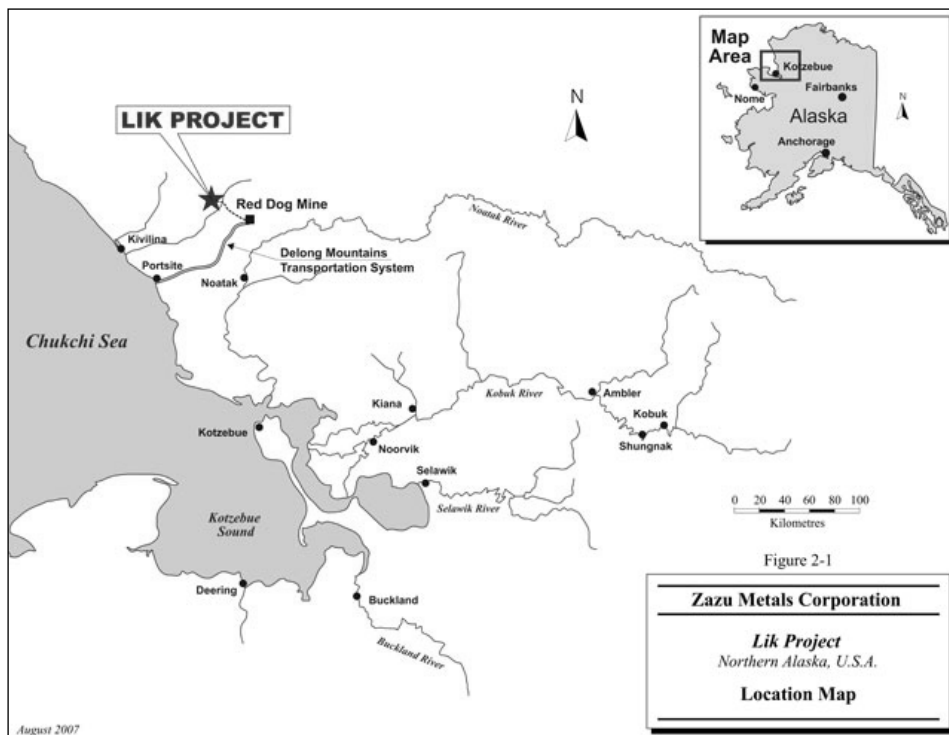 LIK PROJECT
N
Red Dog Mine
Kivilina
Portsite
Delong Mountains
Transportation System
Noatak
Noatak River
Chukchi Sea
Kiana
Kobuk River
Ambler
Kobuk
Shungnak
Kotzebue
Noorvik
Selawik
Selawik River
Kotzebue
Sound
Deering
Buckland
Buckland River
Map
Area
Kotzebue
Nome
Fairbanks
N
Alaska
Anchorage
0 20 40 60 80 100
Kilometres
Figure 2-1
Zazu Metals Corporation
Lik Project
Northern Alaska, U.S.A.
Location Map
August 2007